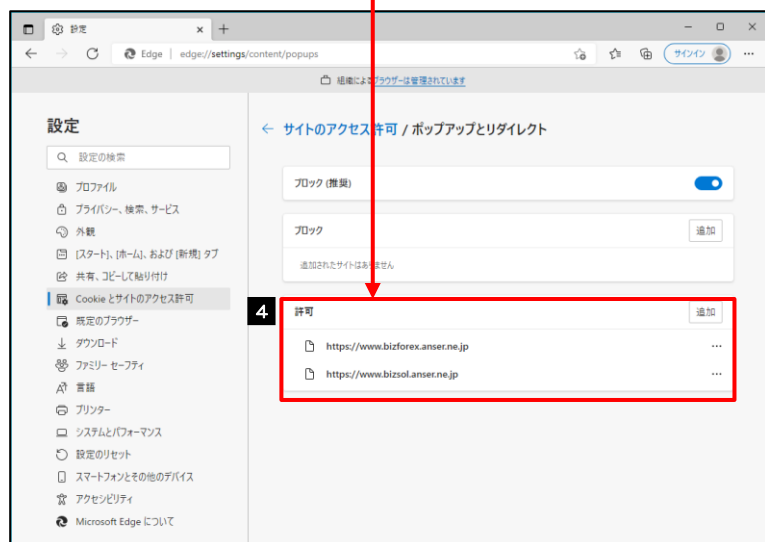 設定
Edge | edge://settings/content/popups
サインイン
組織によるブラウザーは管理されています
設定
設定の検索
プロファイル
プライバシー、検索、サービス
外観
[スタート]、[ホーム]、および [新規] タブ
共有、コピーして貼り付け
Cookie とサイトのアクセス許可
既定のブラウザー
ダウンロード
ファミリー セーフティ
言語
プリンター
システムとパフォーマンス
設定のリセット
スマートフォンとその他のデバイス
アクセシビリティ
Microsoft Edge について
サイトのアクセス許可 / ポップアップとリダイレクト
ブロック (推奨)
ブロック
追加
追加されたサイトはありません
4
許可
追加
https://www.bizforex.anser.ne.jp
https://www.bizsol.anser.ne.jp